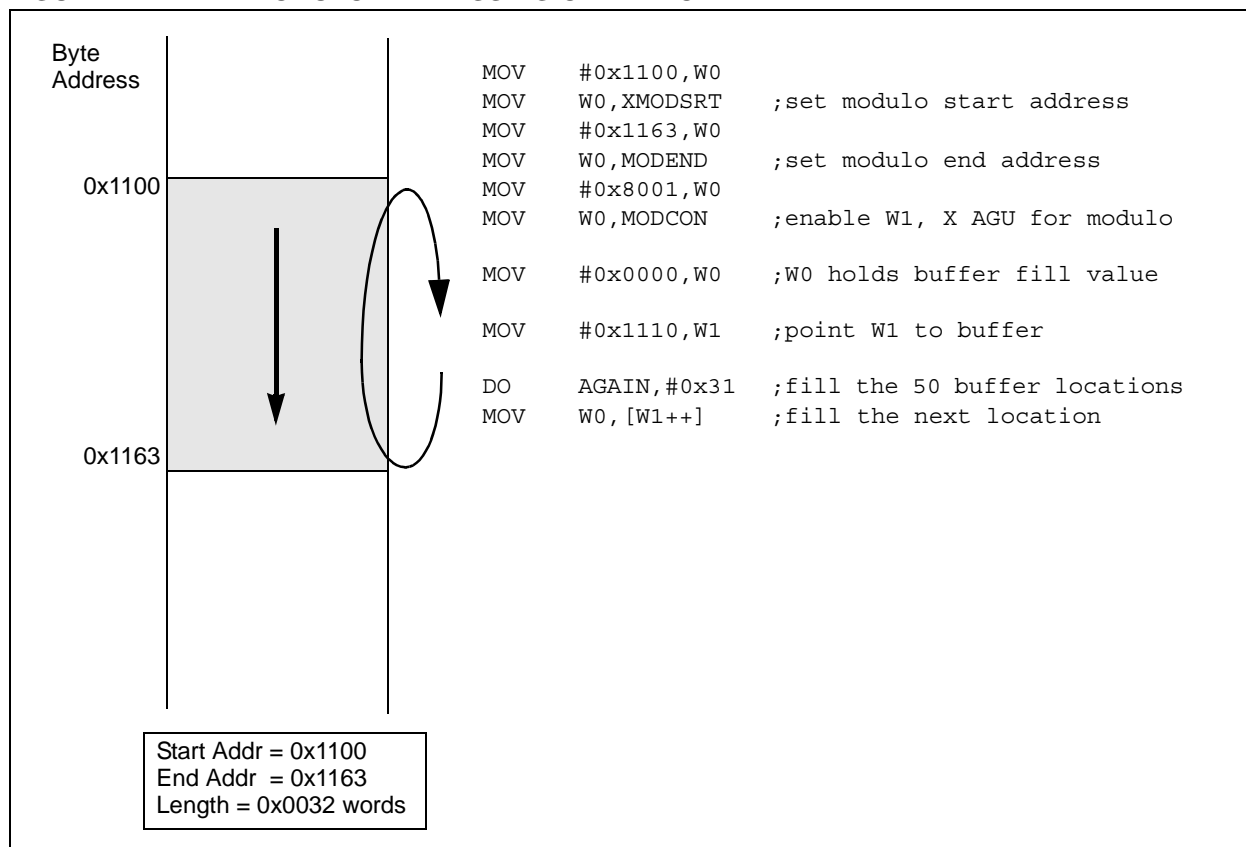 Byte
Address
0x1100
0x1163
MOV #0x1100,W0
MOV W0,XMODSRT ;set modulo start address
MOV #0x1163,W0
MOV W0,MODEND ;set modulo end address
MOV #0x8001,W0
MOV W0,MODCON ;enable W1, X AGU for modulo
MOV #0x0000,W0 ;W0 holds buffer fill value
MOV #0x1110,W1 ;point W1 to buffer
DO AGAIN,#0x31 ;fill the 50 buffer locations
MOV W0,[W1++] ;fill the next location
Start Addr = 0x1100
End Addr = 0x1163
Length = 0x0032 words